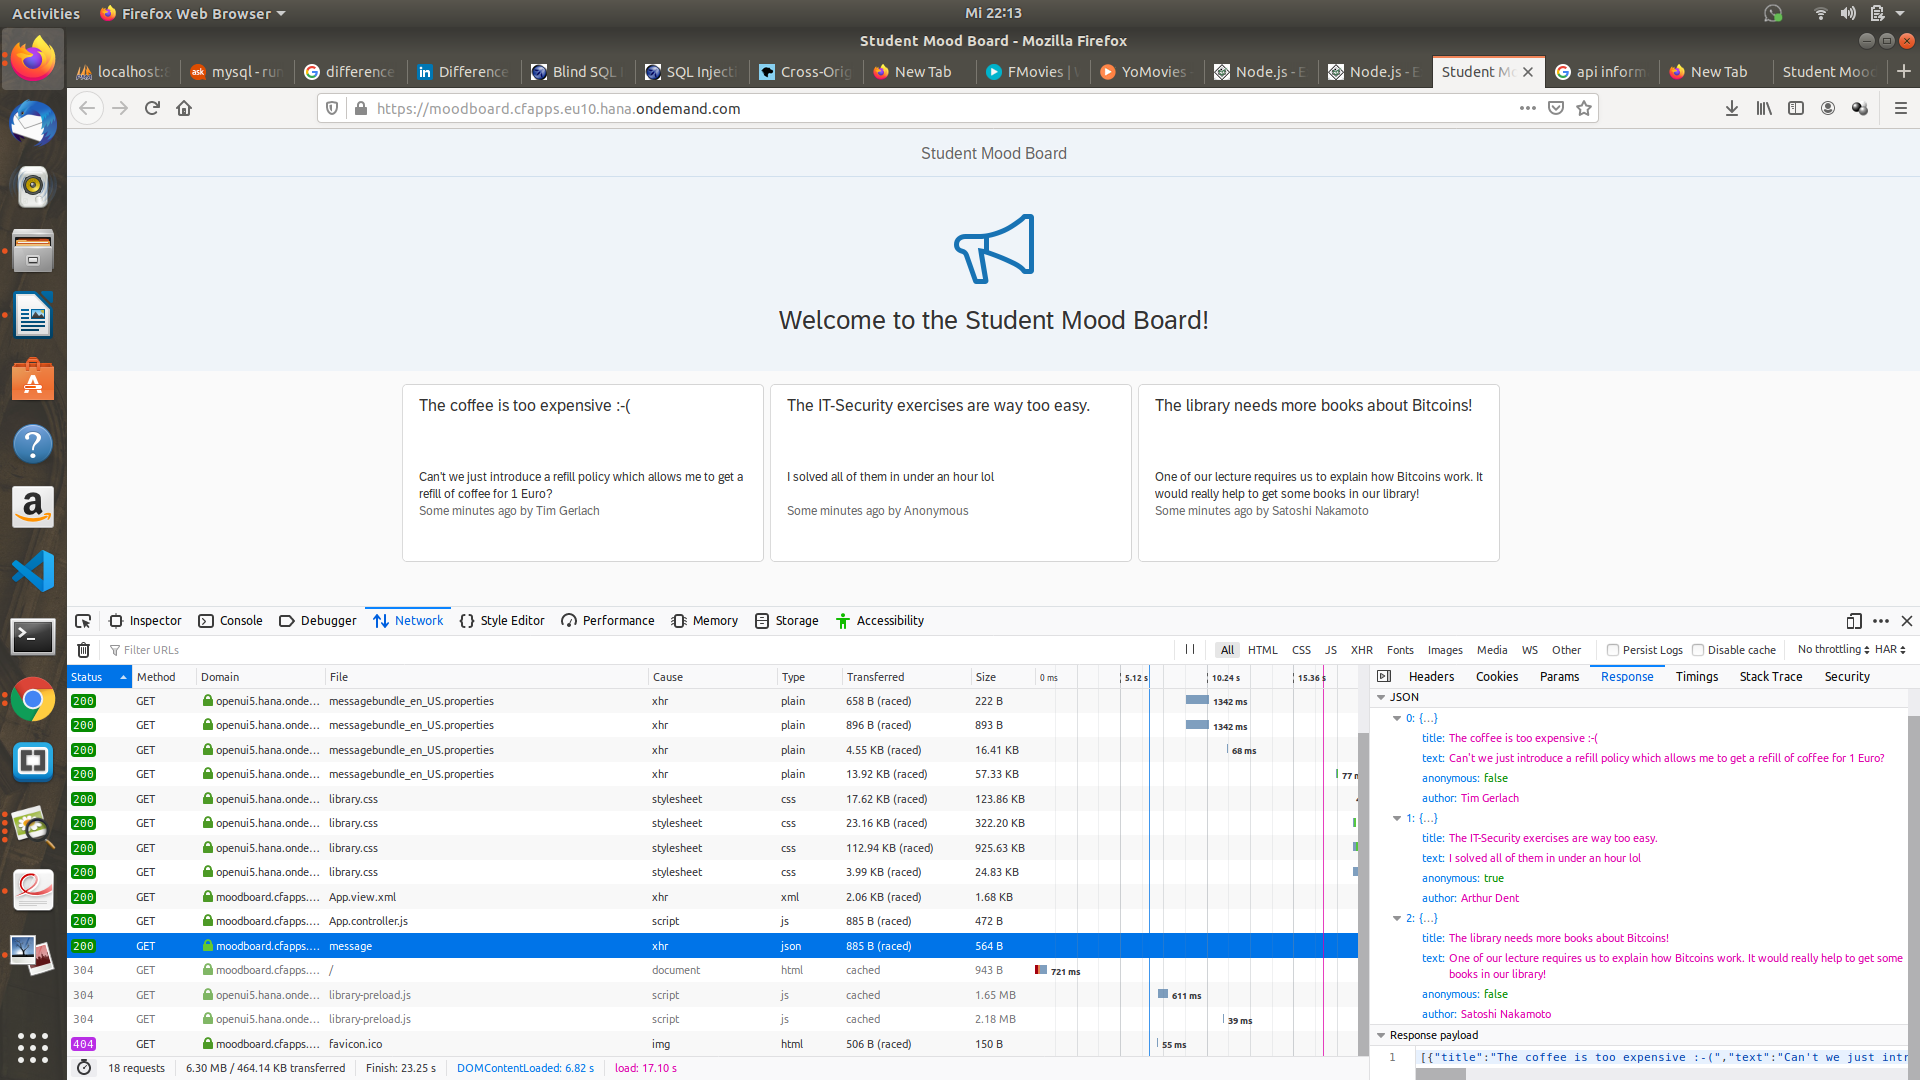 Activities
Firefox Web Browser
Mi 22:13
Student Mood Board - Mozilla Firefox
localhost:
mysql - run
difference
Difference
Blind SQL
SQL Injecti
Cross-Orig
New Tab
FMovies |
YoMovies
Node.js - E
Node.js - E
Student Mo
api inform
New Tab
Student Mood
https://moodboard.cfapps.eu10.hana.ondemand.com
Student Mood Board
Welcome to the Student Mood Board!
The coffee is too expensive :-(
Can't we just introduce a refill policy which allows me to get a
refill of coffee for 1 Euro?
Some minutes ago by Tim Gerlach
The IT-Security exercises are way too easy.
I solved all of them in under an hour lol
Some minutes ago by Anonymous
The library needs more books about Bitcoins!
One of our lecture requires us to explain how Bitcoins work. It
would really help to get some books in our library!
Some minutes ago by Satoshi Nakamoto
Inspector Console Debugger Network Style Editor Performance Memory Storage Accessibility
Filter URLs
All HTML CSS JS XHR Fonts Images Media WS Other Persist Logs Disable cache No throttling HAR
Status Method Domain File Cause Type Transferred Size 0 ms 5.12 s 10.24 s 15.36 s
200 GET openui5.hana.onde... messagebundle_en_US.properties xhr plain 658 B (raced) 222 B 1342 ms
200 GET openui5.hana.onde... messagebundle_en_US.properties xhr plain 896 B (raced) 893 B 1342 ms
200 GET openui5.hana.onde... messagebundle_en_US.properties xhr plain 4.55 KB (raced) 16.41 KB 68 ms
200 GET openui5.hana.onde... messagebundle_en_US.properties xhr plain 13.92 KB (raced) 57.33 KB 77
200 GET openui5.hana.onde... library.css stylesheet css 17.62 KB (raced) 123.86 KB
200 GET openui5.hana.onde... library.css stylesheet css 23.16 KB (raced) 322.20 KB
200 GET openui5.hana.onde... library.css stylesheet css 112.94 KB (raced) 925.63 KB
200 GET openui5.hana.onde... library.css stylesheet css 3.99 KB (raced) 24.83 KB
200 GET moodboard.cfapps.... App.view.xml xhr xml 2.06 KB (raced) 1.68 KB
200 GET moodboard.cfapps.... App.controller.js script js 885 B (raced) 472 B
200 GET moodboard.cfapps.... message xhr json 885 B (raced) 564 B
304 GET moodboard.cfapps.... / document html cached 943 B 721 ms
304 GET openui5.hana.onde... library-preload.js script js cached 1.65 MB 611 ms
304 GET openui5.hana.onde... library-preload.js script js cached 2.18 MB 39 ms
404 GET moodboard.cfapps.... favicon.ico img html 506 B (raced) 150 B 55 ms
18 requests 6.30 MB / 464.14 KB transferred Finish: 23.25 s DOMContentLoaded: 6.82 s load: 17.10 s
Headers Cookies Params Response Timings Stack Trace Security
JSON
0: {...}
title: The coffee is too expensive :-(
text: Can't we just introduce a refill policy which allows me to get a refill of coffee for 1 Euro?
anonymous: false
author: Tim Gerlach
1: {...}
title: The IT-Security exercises are way too easy.
text: I solved all of them in under an hour lol
anonymous: true
author: Arthur Dent
2: {...}
title: The library needs more books about Bitcoins!
text: One of our lecture requires us to explain how Bitcoins work. It would really help to get some
books in our library!
anonymous: false
author: Satoshi Nakamoto
Response payload
1 [{"title":"The coffee is too expensive :-(","text":"Can't we just intr